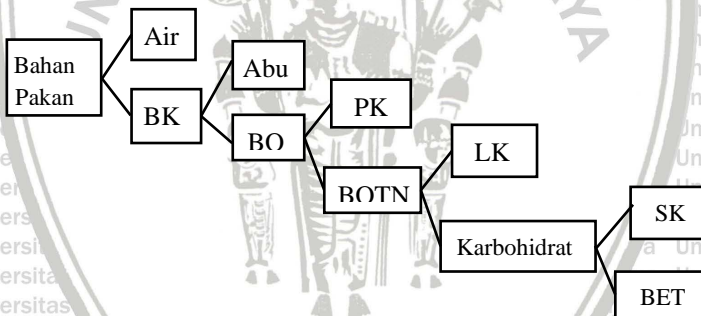 Air
Bahan
Pakan
Abu
BK
PK
BO
LK
BOTN
SK
Karbohidrat
BET